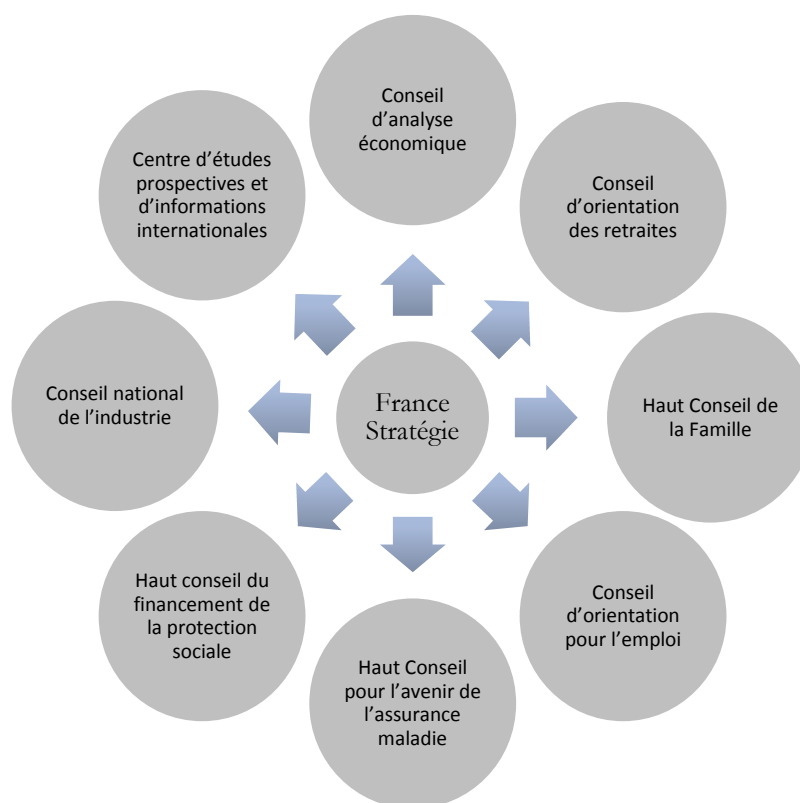 Conseil
d’analyse
économique
Conseil
d’orientation
des retraites
Haut Conseil de
la Famille
Conseil
d’orientation
pour l’emploi
Haut Conseil
pour l’avenir de
l’assurance
maladie
Haut conseil du
financement de
la protection
sociale
Conseil national
de l’industrie
Centre d’études
prospectives et
d’informations
internationales
France
Stratégie